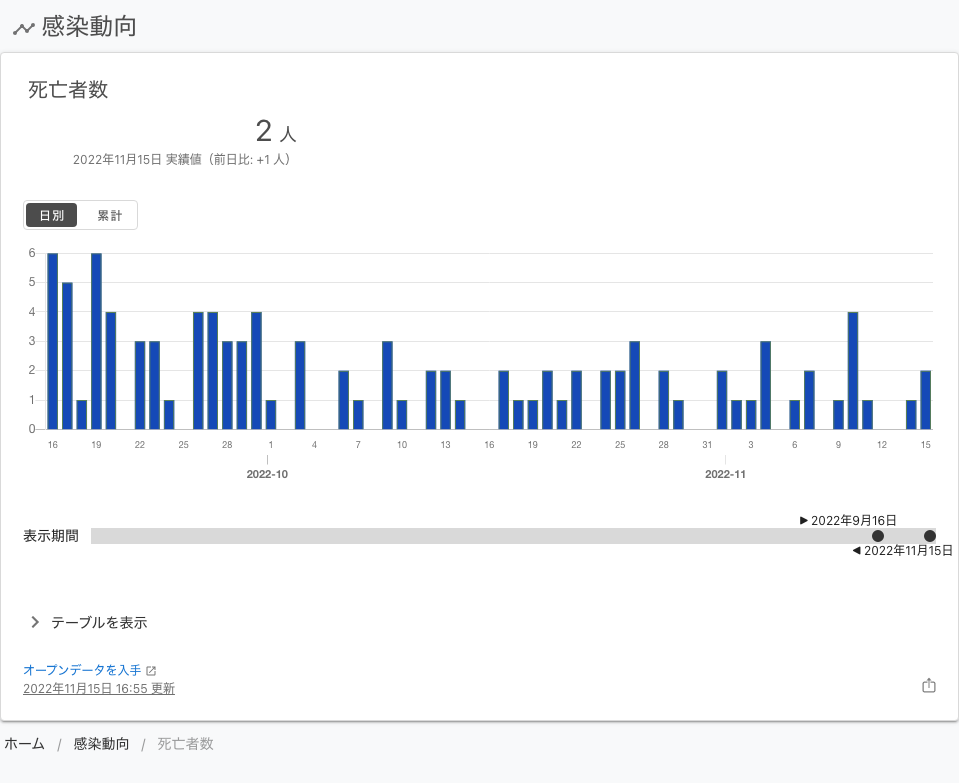 感染動向
死亡者数
2 人
2022年11月15日 実績値（前日比: +1 人）
日別 累計
6
5
4
3
2
1
0
16 19 22 25 28 1 4 7 10 13 16 19 22 25 28 31 3 6 9 12 15
2022-10 2022-11
▶ 2022年9月16日
表示期間
◀ 2022年11月15日
テーブルを表示
オープンデータを入手
2022年11月15日 16:55 更新
ホーム / 感染動向 / 死亡者数